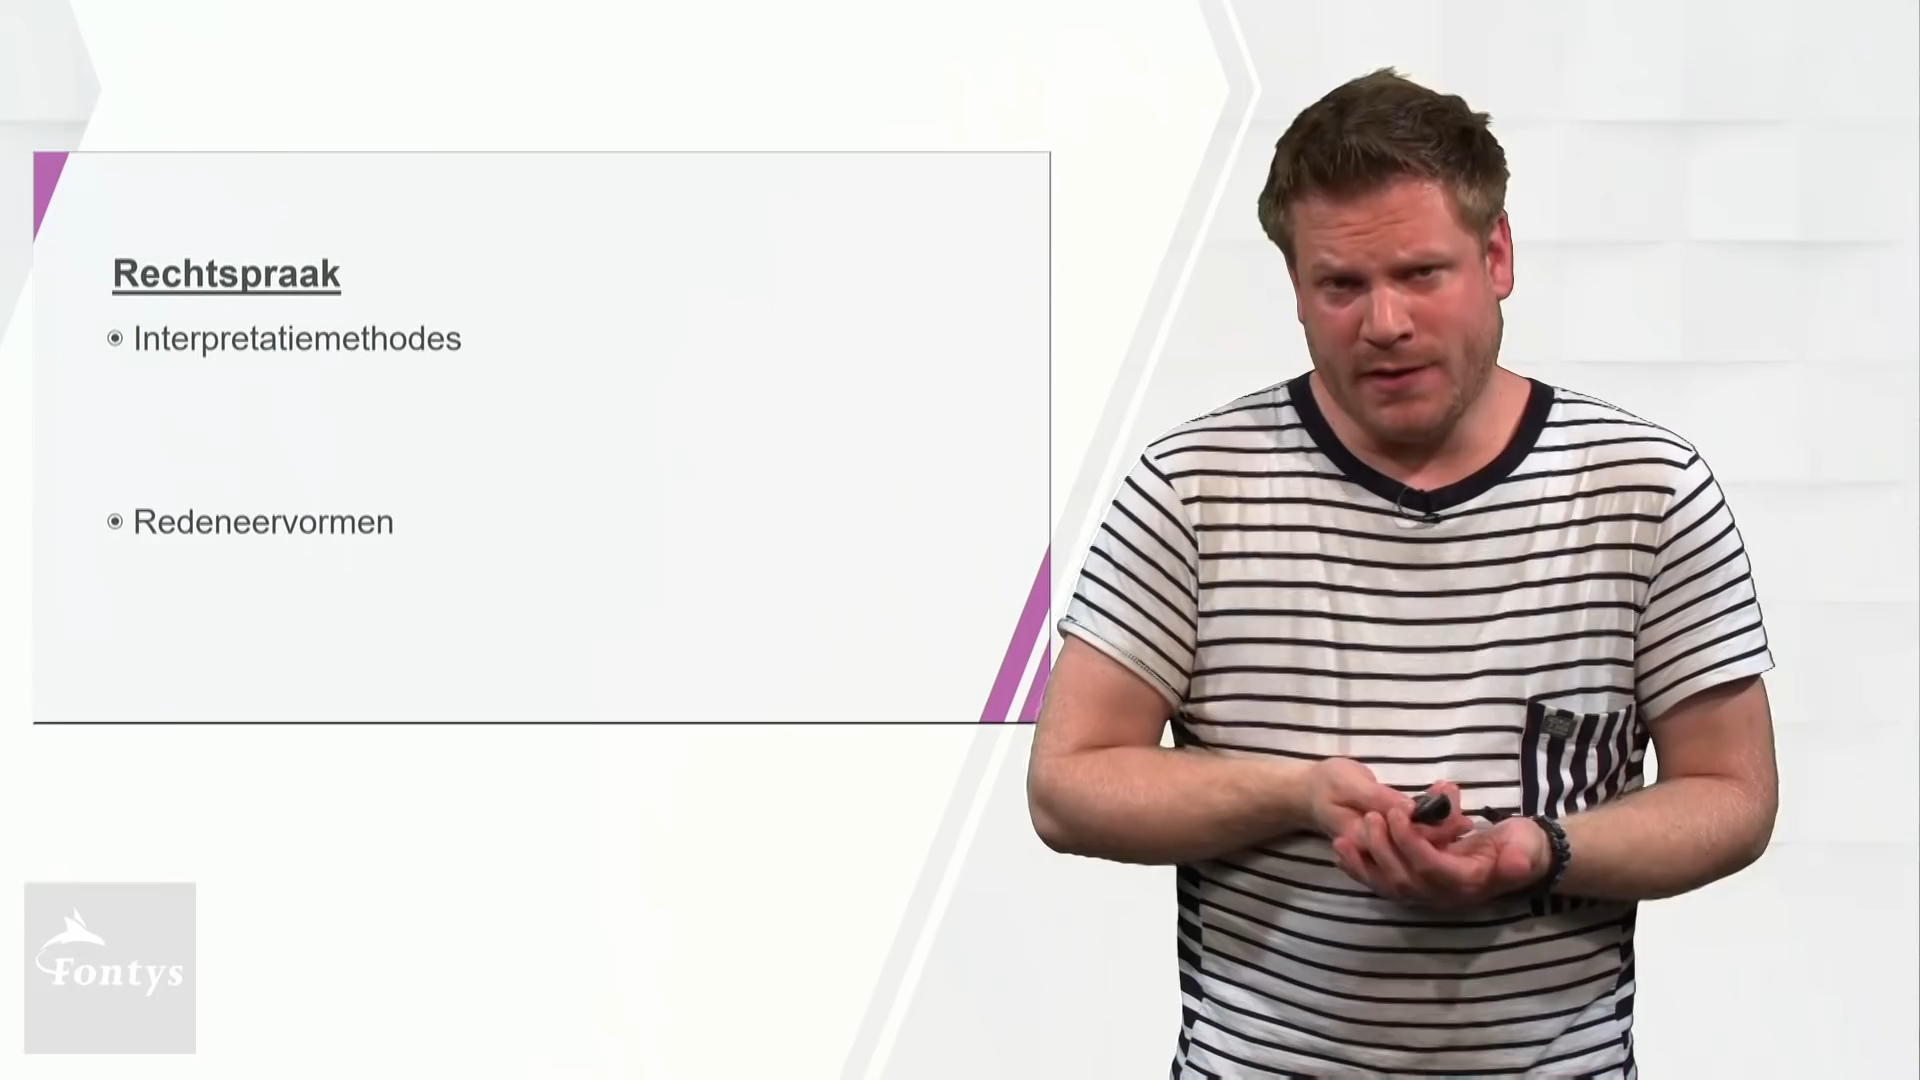 Rechtspraak
Interpretatiemethodes
Redeneervormen
Fontys